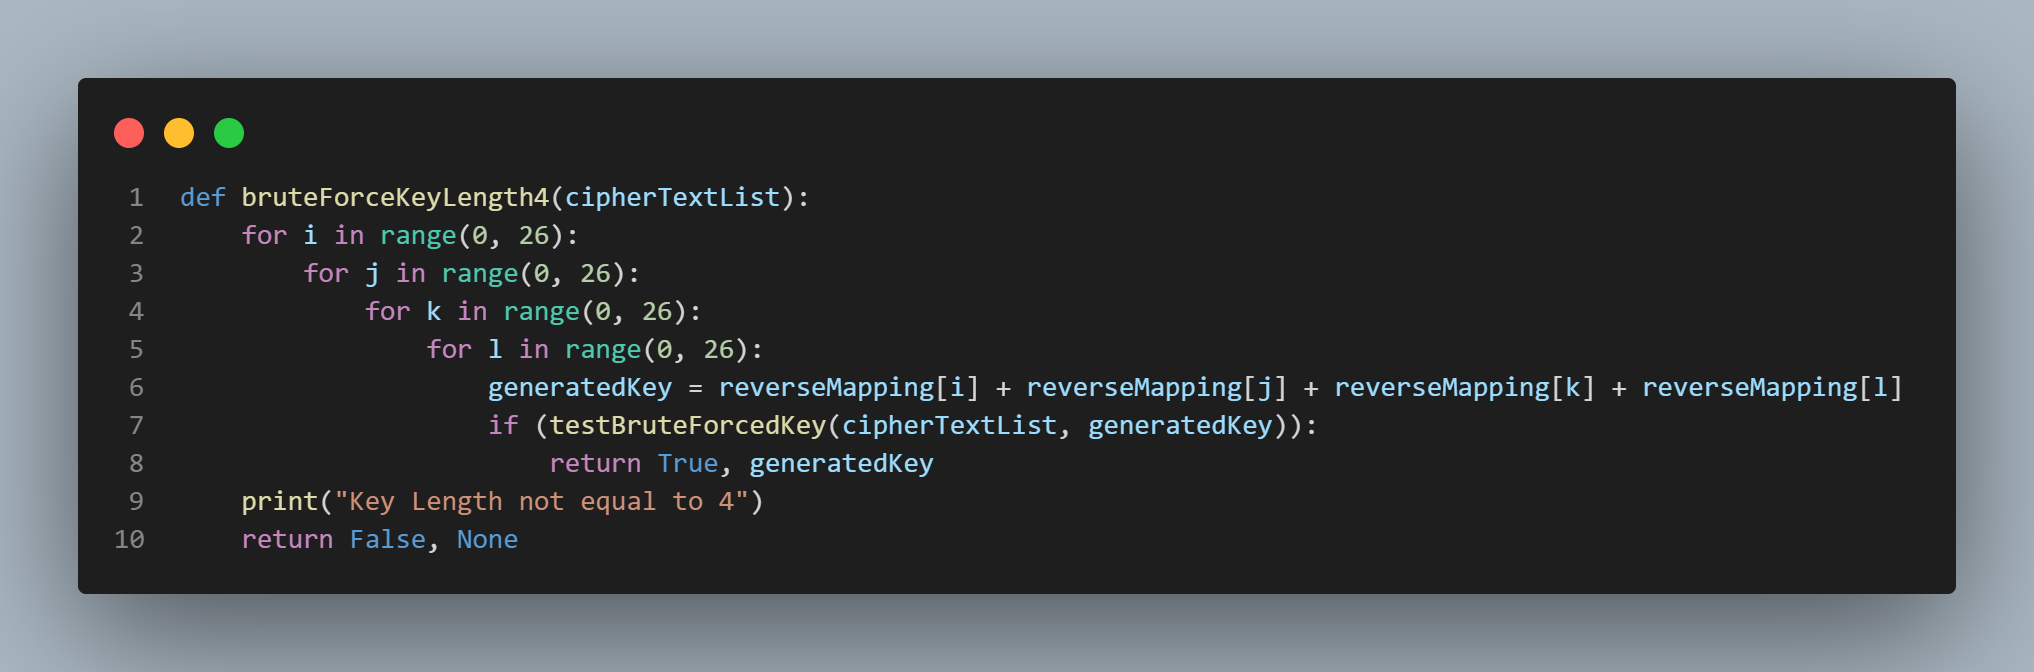 1 def bruteForceKeyLength4(cipherTextList):
2     for i in range(0, 26):
3         for j in range(0, 26):
4             for k in range(0, 26):
5                 for l in range(0, 26):
6                     generatedKey = reverseMapping[i] + reverseMapping[j] + reverseMapping[k] + reverseMapping[l]
7                     if (testBruteForcedKey(cipherTextList, generatedKey)):
8                         return True, generatedKey
9     print("Key Length not equal to 4")
10     return False, None